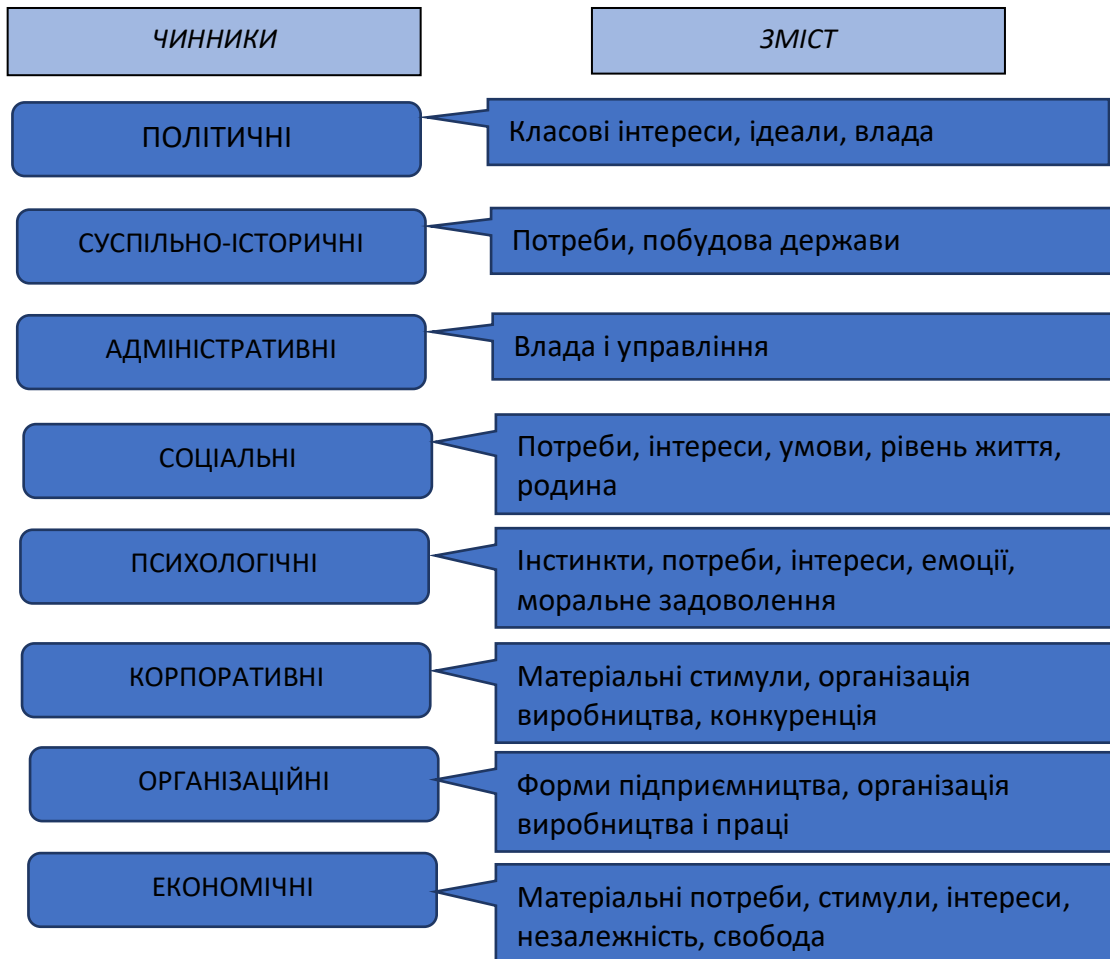 ЧИННИКИ
ЗМІСТ
ПОЛІТИЧНІ
Класові інтереси, ідеали, влада
СУСПІЛЬНО-ІСТОРИЧНІ
Потреби, побудова держави
АДМІНІСТРАТИВНІ
Влада і управління
СОЦІАЛЬНІ
Потреби, інтереси, умови, рівень життя,
родина
ПСИХОЛОГІЧНІ
Інстинкти, потреби, інтереси, емоції,
моральне задоволення
КОРПОРАТИВНІ
Матеріальні стимули, організація
виробництва, конкуренція
ОРГАНІЗАЦІЙНІ
Форми підприємництва, організація
виробництва і праці
ЕКОНОМІЧНІ
Матеріальні потреби, стимули, інтереси,
незалежність, свобода